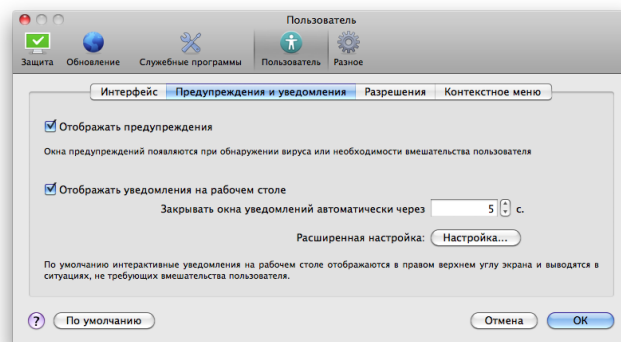 Пользователь
Защита Обновление Служебные программы Пользователь Разное
Интерфейс Предупреждения и уведомления Разрешения Контекстное меню
Отображать предупреждения
Окна предупреждений появляются при обнаружении вируса или необходимости вмешательства пользователя
Отображать уведомления на рабочем столе
Закрывать окна уведомлений автоматически через 5 с.
Расширенная настройка: Настройка...
По умолчанию интерактивные уведомления на рабочем столе отображаются в правом верхнем углу экрана и выводятся в
ситуациях, не требующих вмешательства пользователя.
? По умолчанию Отмена ОК